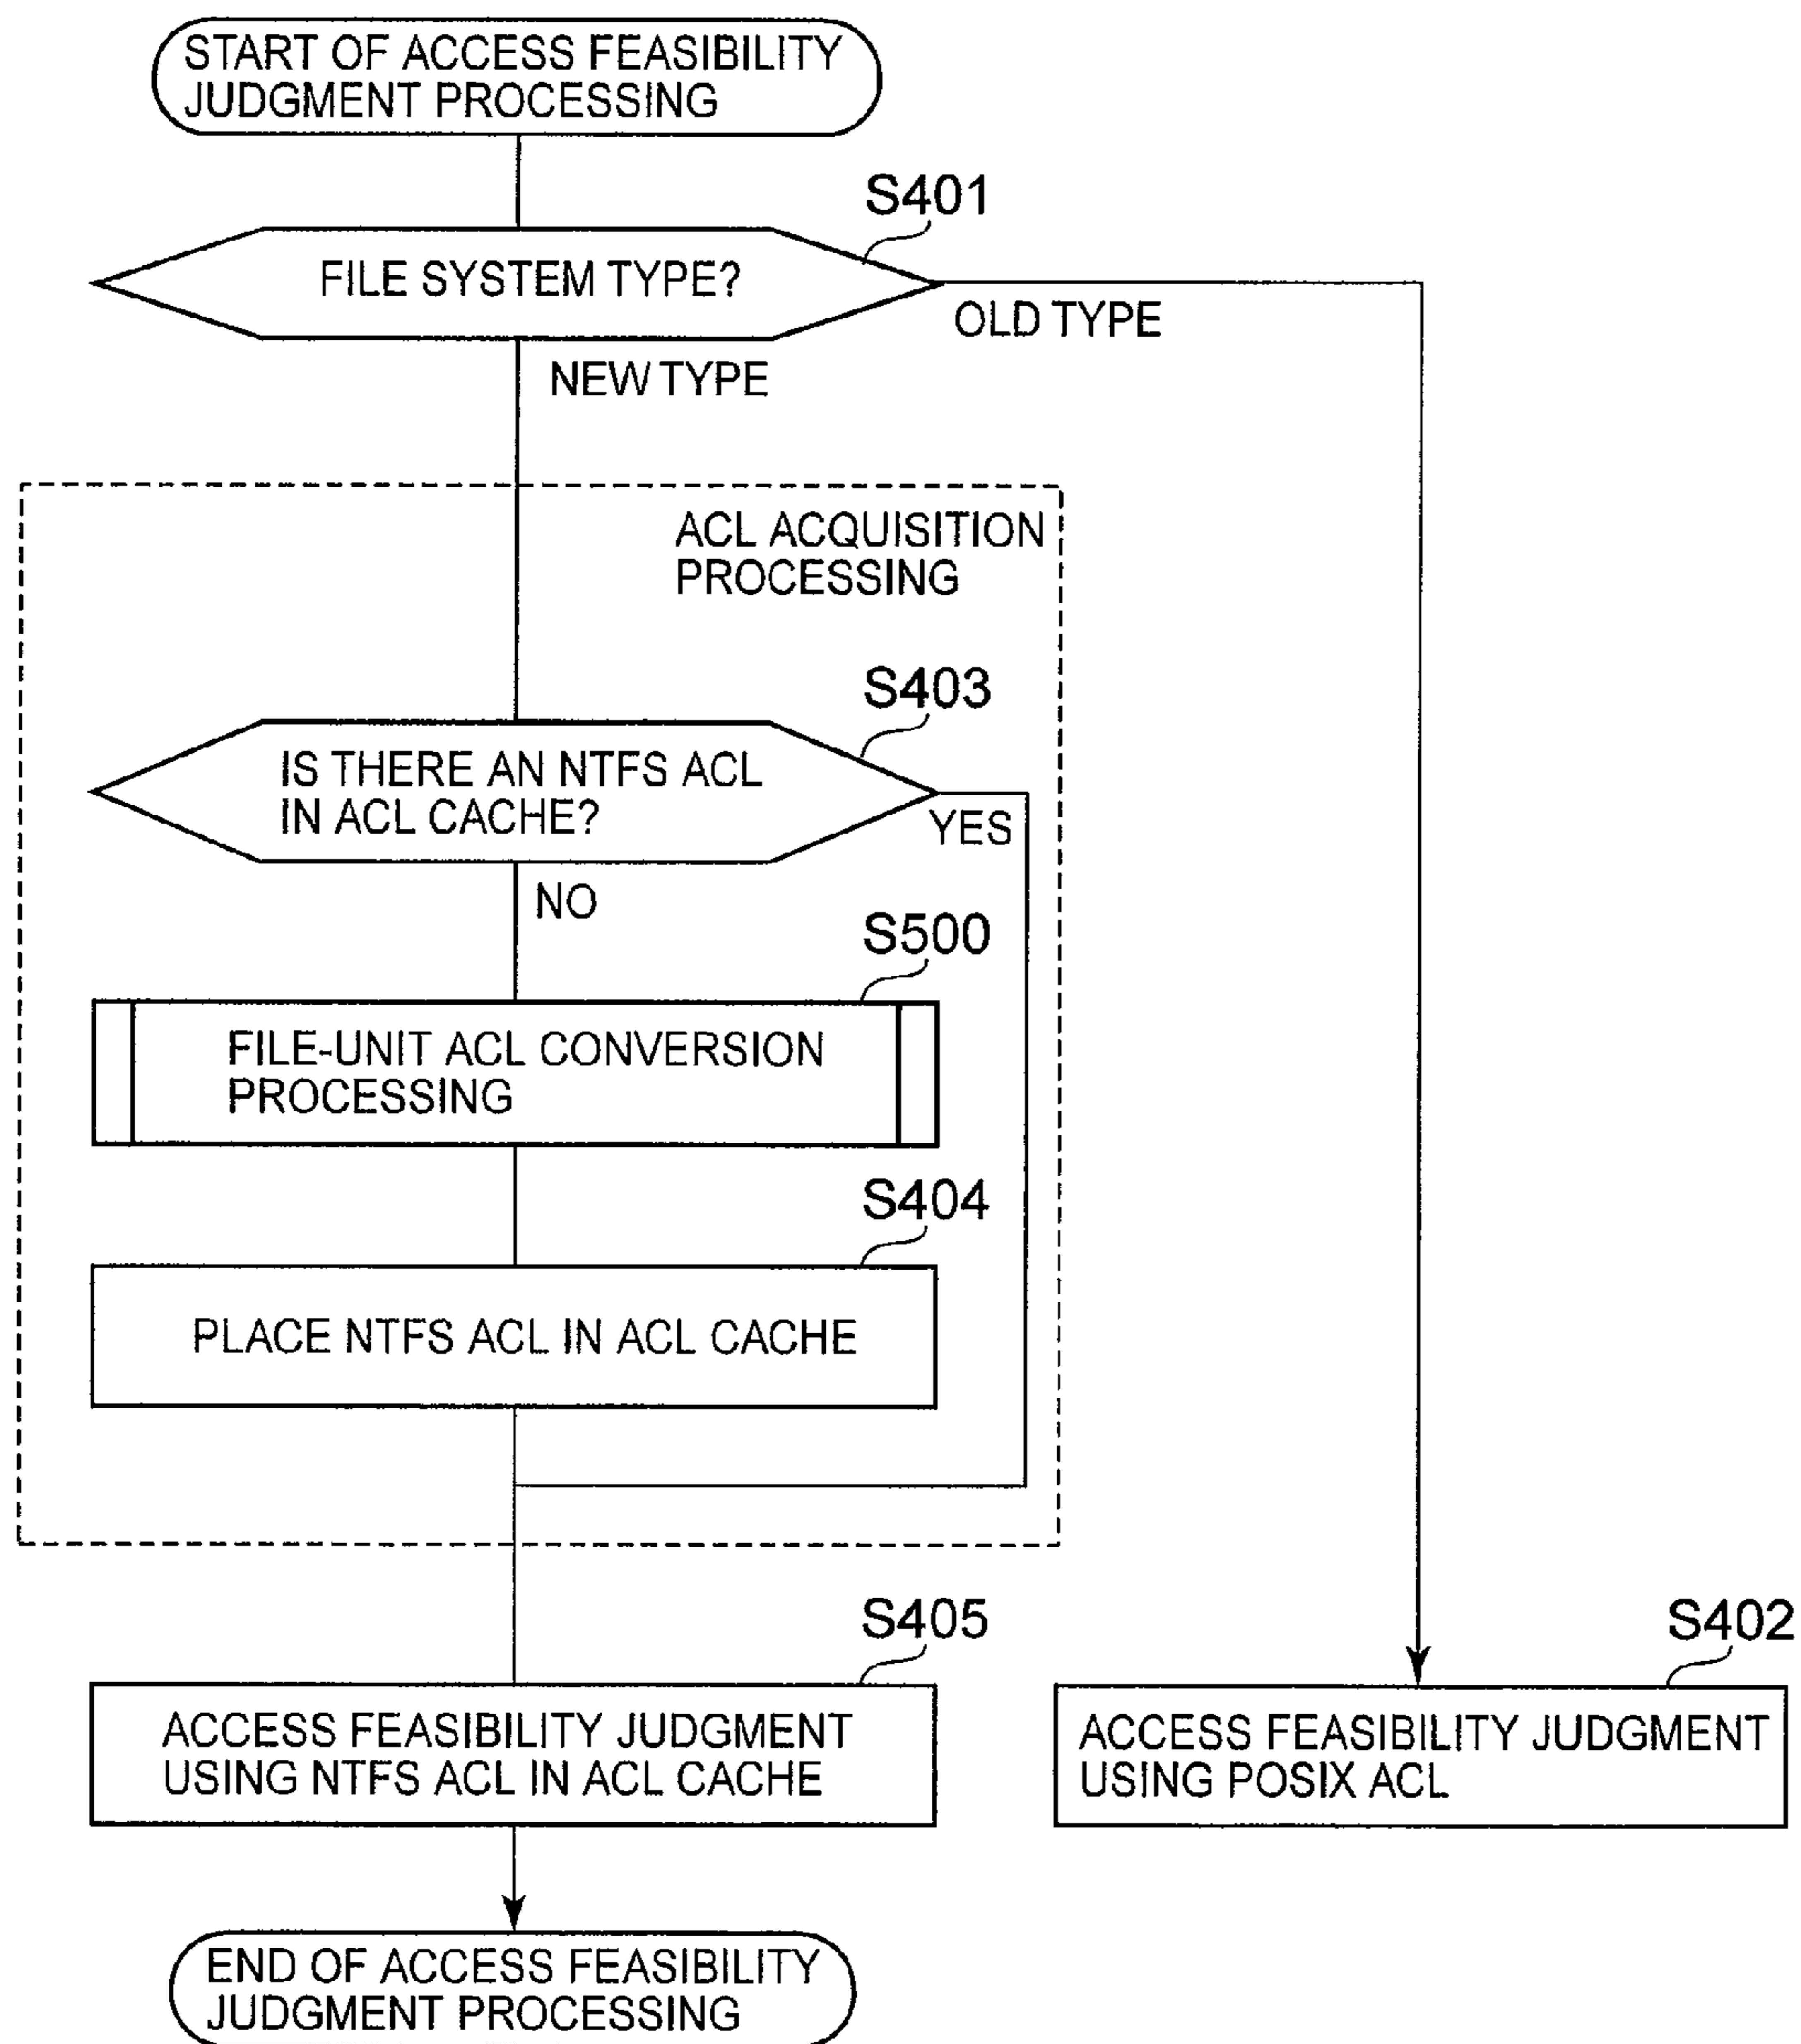 START OF ACCESS FEASIBILITY
JUDGMENT PROCESSING
S401
FILE SYSTEM TYPE?
OLD TYPE
NEW TYPE
ACL ACQUISITION
PROCESSING
S403
IS THERE AN NTFS ACL
IN ACL CACHE?
YES
NO
S500
FILE-UNIT ACL CONVERSION
PROCESSING
S404
PLACE NTFS ACL IN ACL CACHE
S405
ACCESS FEASIBILITY JUDGMENT
USING NTFS ACL IN ACL CACHE
S402
ACCESS FEASIBILITY JUDGMENT
USING POSIX ACL
END OF ACCESS FEASIBILITY
JUDGMENT PROCESSING